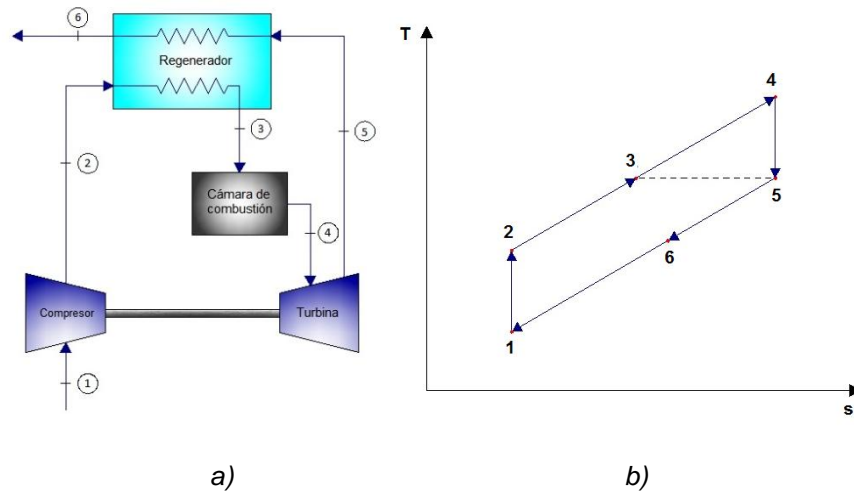 6
Regenerador
3
5
2
Cámara de
combustión
4
Compresor
Turbina
1
a)
T
4
3
5
2
6
1
s
b)